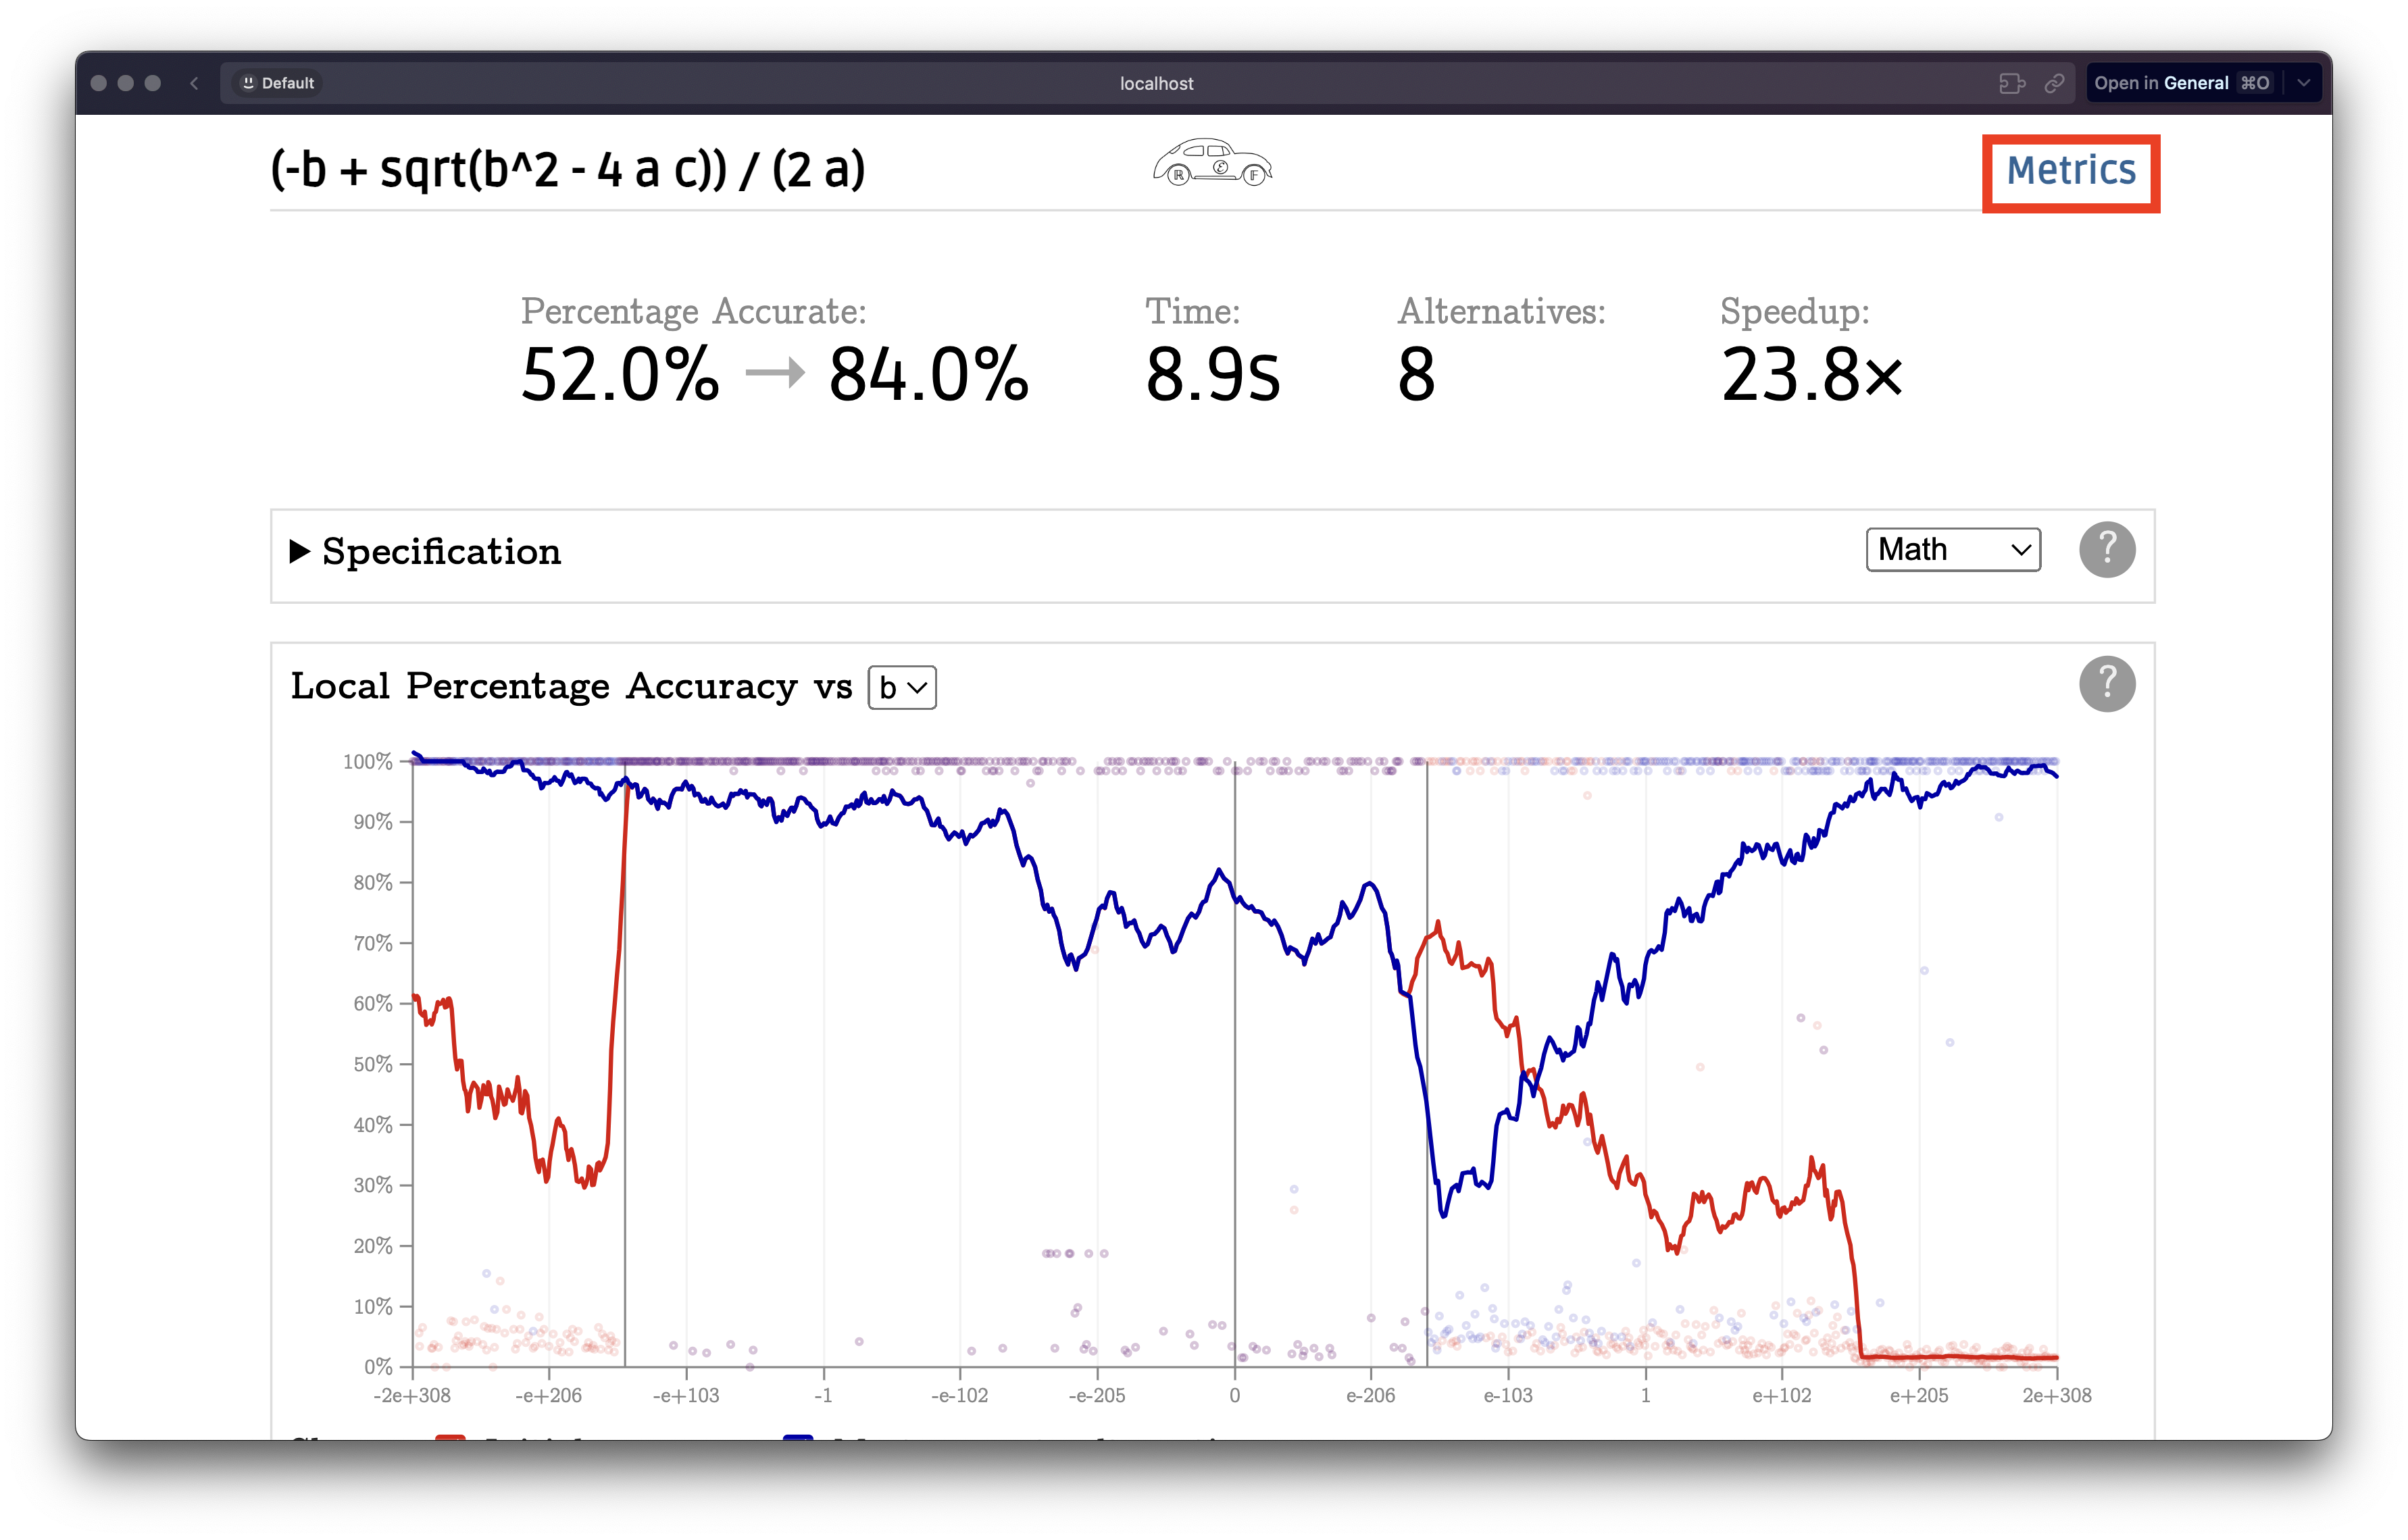 Default
localhost
Open in General ⌘O
(-b + sqrt(b^2 - 4 a c)) / (2 a)
R E F
Metrics
Percentage Accurate: Time: Alternatives: Speedup:
52.0% → 84.0% 8.9s 8 23.8×
Specification
Math
?
Local Percentage Accuracy vs b
?
100%
90%
80%
70%
60%
50%
40%
30%
20%
10%
0%
-2e+308 -e+206 -e+103 -1 -e-102 -e-205 0 e-206 e-103 1 e+102 e+205 2e+308